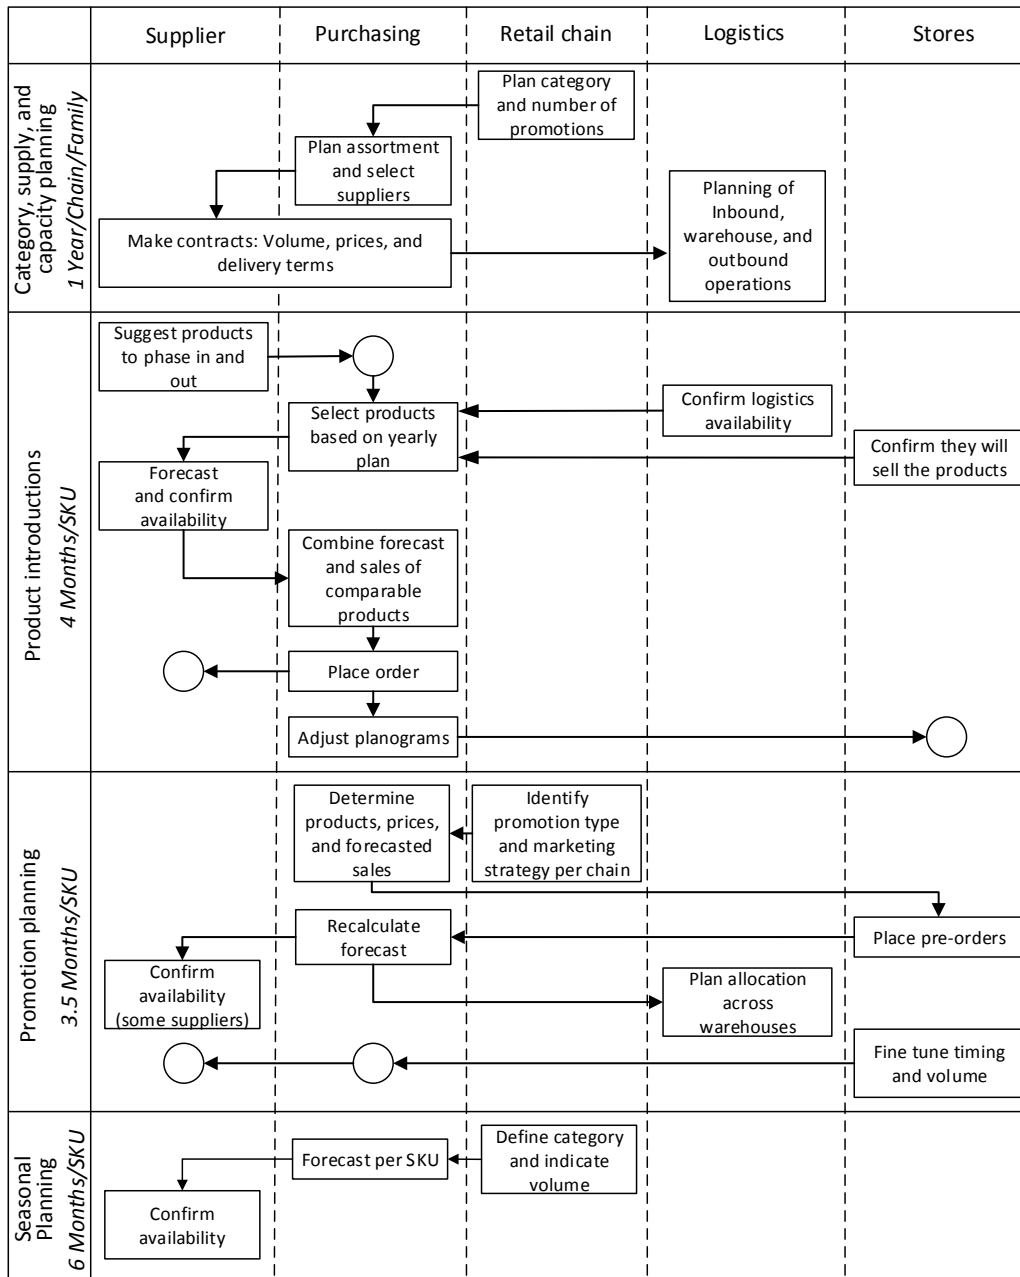 Supplier
Purchasing
Retail chain
Logistics
Stores
Category, supply, and
capacity planning
1 Year/Chain/Family
Plan category
and number of
promotions
Plan assortment
and select
suppliers
Make contracts: Volume, prices, and
delivery terms
Planning of
Inbound,
warehouse, and
outbound
operations
Product introductions
4 Months/SKU
Suggest products
to phase in and
out
Select products
based on yearly
plan
Confirm logistics
availability
Confirm they will
sell the products
Forecast
and confirm
availability
Combine forecast
and sales of
comparable
products
Place order
Adjust planograms
Promotion planning
3.5 Months/SKU
Determine
products, prices,
and forecasted
sales
Identify
promotion type
and marketing
strategy per chain
Place pre-orders
Recalculate
forecast
Confirm
availability
(some suppliers)
Plan allocation
across
warehouses
Fine tune timing
and volume
Seasonal
Planning
6 Months/SKU
Define category
and indicate
volume
Forecast per SKU
Confirm
availability